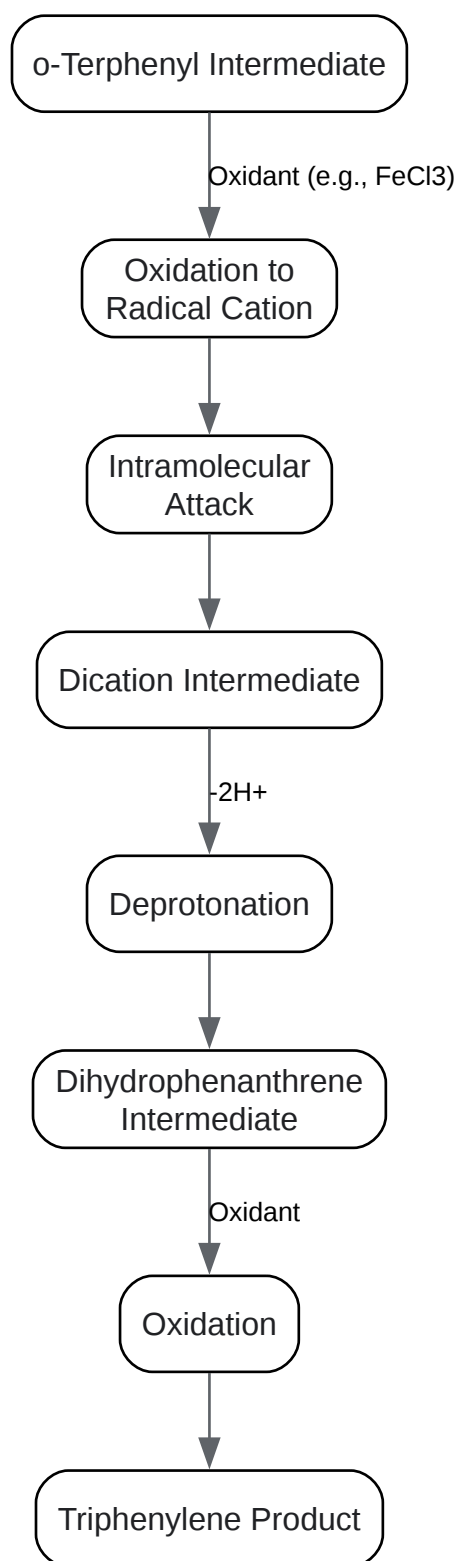 o-Terphenyl Intermediate
Oxidant (e.g., FeCl3)
Oxidation to
Radical Cation
Intramolecular
Attack
Dication Intermediate
-2H+
Deprotonation
Dihydrophenanthrene
Intermediate
Oxidant
Oxidation
Triphenylene Product